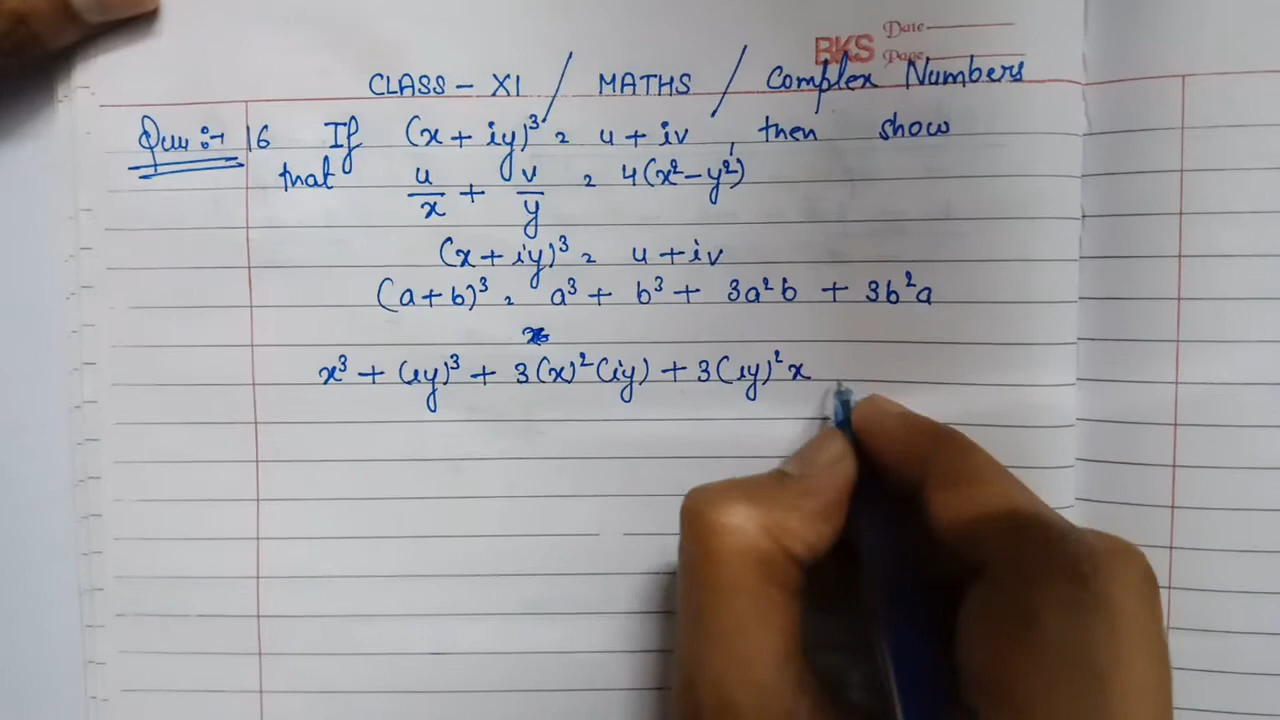 BKS Date
Page
CLASS - XI / MATHS / Complex Numbers
Ques:- 16 If (x + iy)³ = u + iv, then show
that u/x + v/y = 4(x² - y²)
(x + iy)³ = u + iv
(a + b)³ = a³ + b³ + 3a²b + 3b²a
x³ + (iy)³ + 3(x)²(iy) + 3(iy)²x